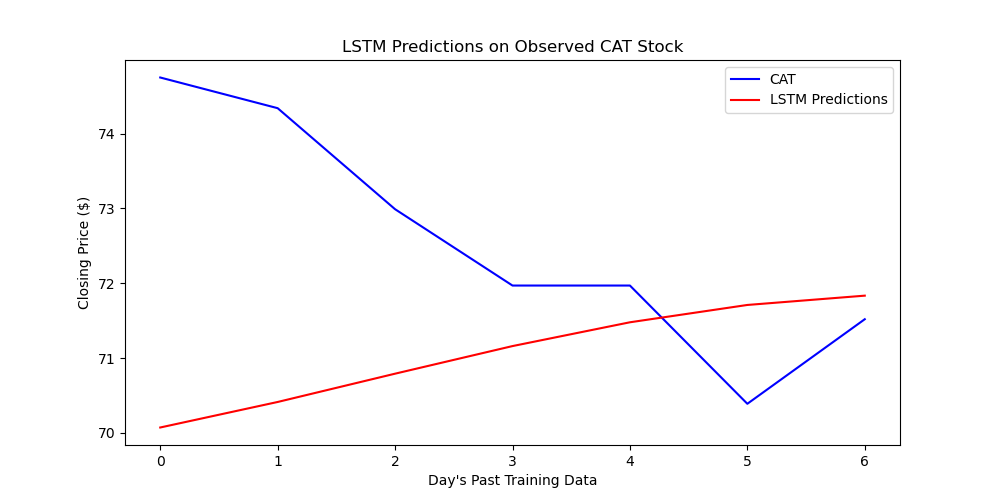 LSTM Predictions on Observed CAT Stock
CAT
LSTM Predictions
Closing Price ($)
74
73
72
71
70
0 1 2 3 4 5 6
Day's Past Training Data